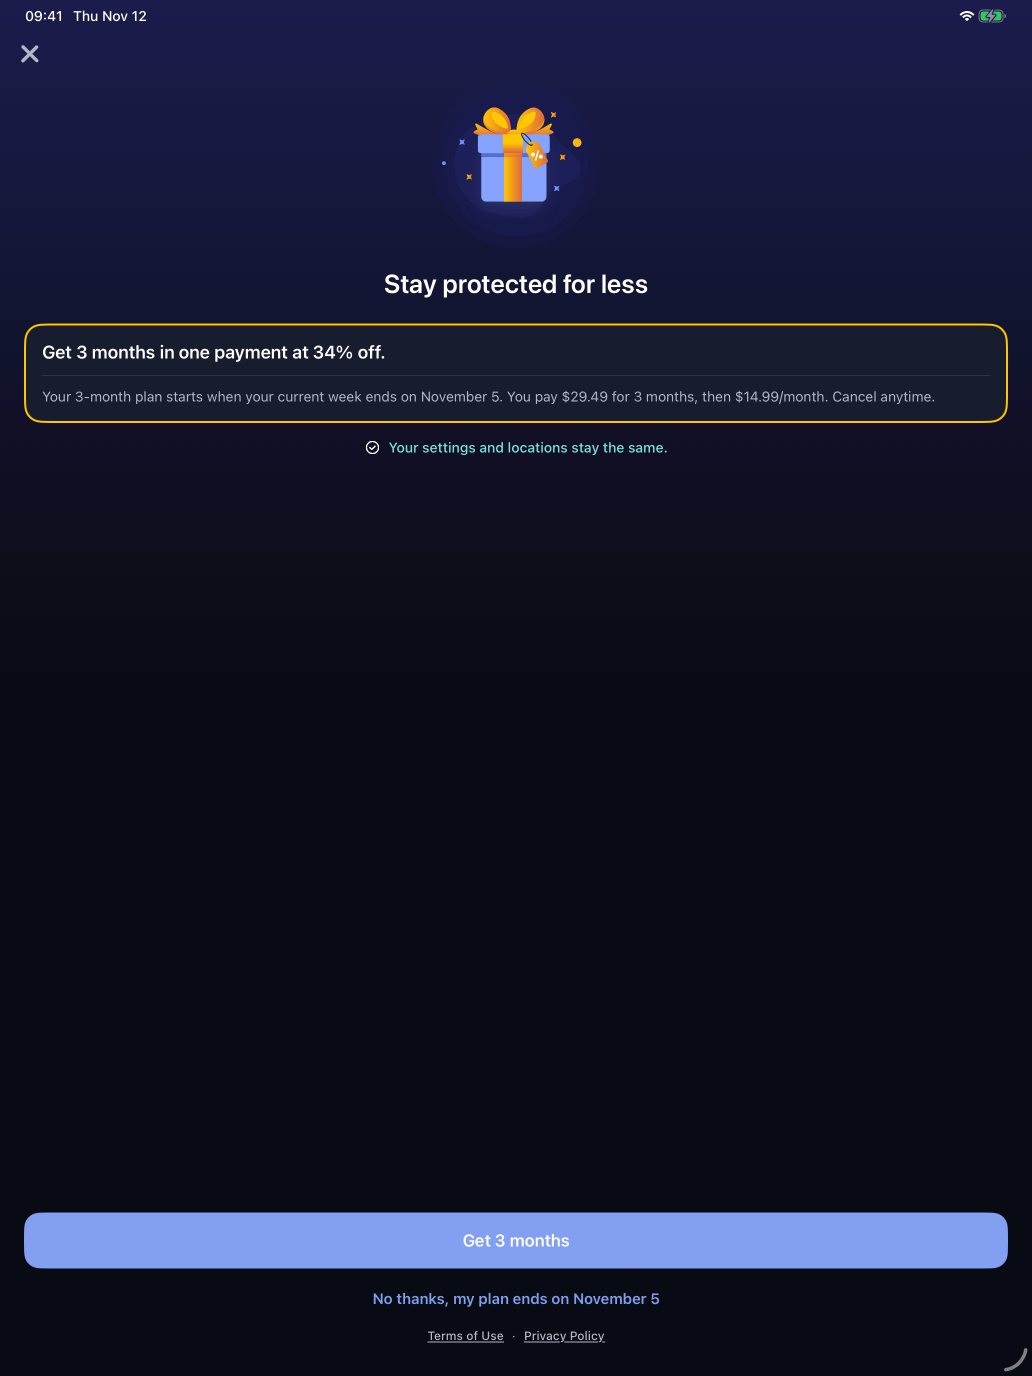 09:41 Thu Nov 12
%
Stay protected for less
Get 3 months in one payment at 34% off.
Your 3-month plan starts when your current week ends on November 5. You pay $29.49 for 3 months, then $14.99/month. Cancel anytime.
Your settings and locations stay the same.
Get 3 months
No thanks, my plan ends on November 5
Terms of Use · Privacy Policy